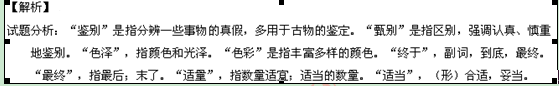 【解析】
试题分析：“鉴别”是指分辨一些事物的真假，多用于古物的鉴定。“甄别”是指区别，强调认真、慎重
地鉴别。“色泽”，指颜色和光泽。“色彩”是指丰富多样的颜色。“终于”，副词，到底，最终。
“最终”，指最后；末了。“适量”，指数量适宜；适当的数量。“适当”，（形）合适，妥当。